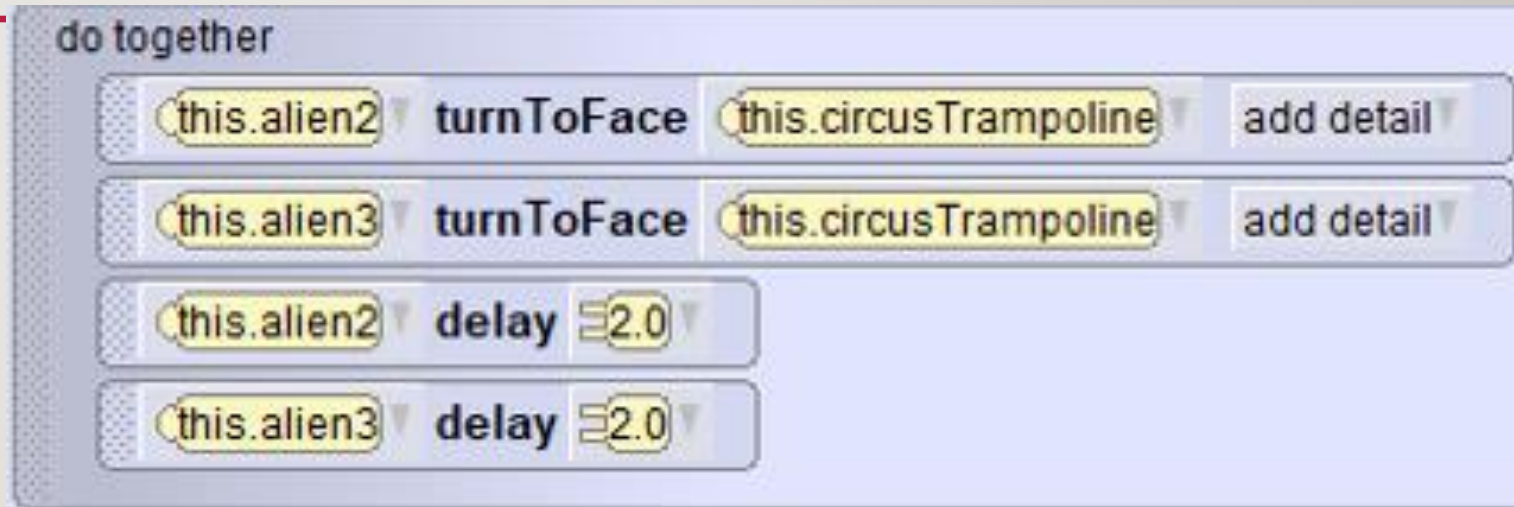 do together
this.alien2 turnToFace this.circusTrampoline add detail
this.alien3 turnToFace this.circusTrampoline add detail
this.alien2 delay 2.0
this.alien3 delay 2.0